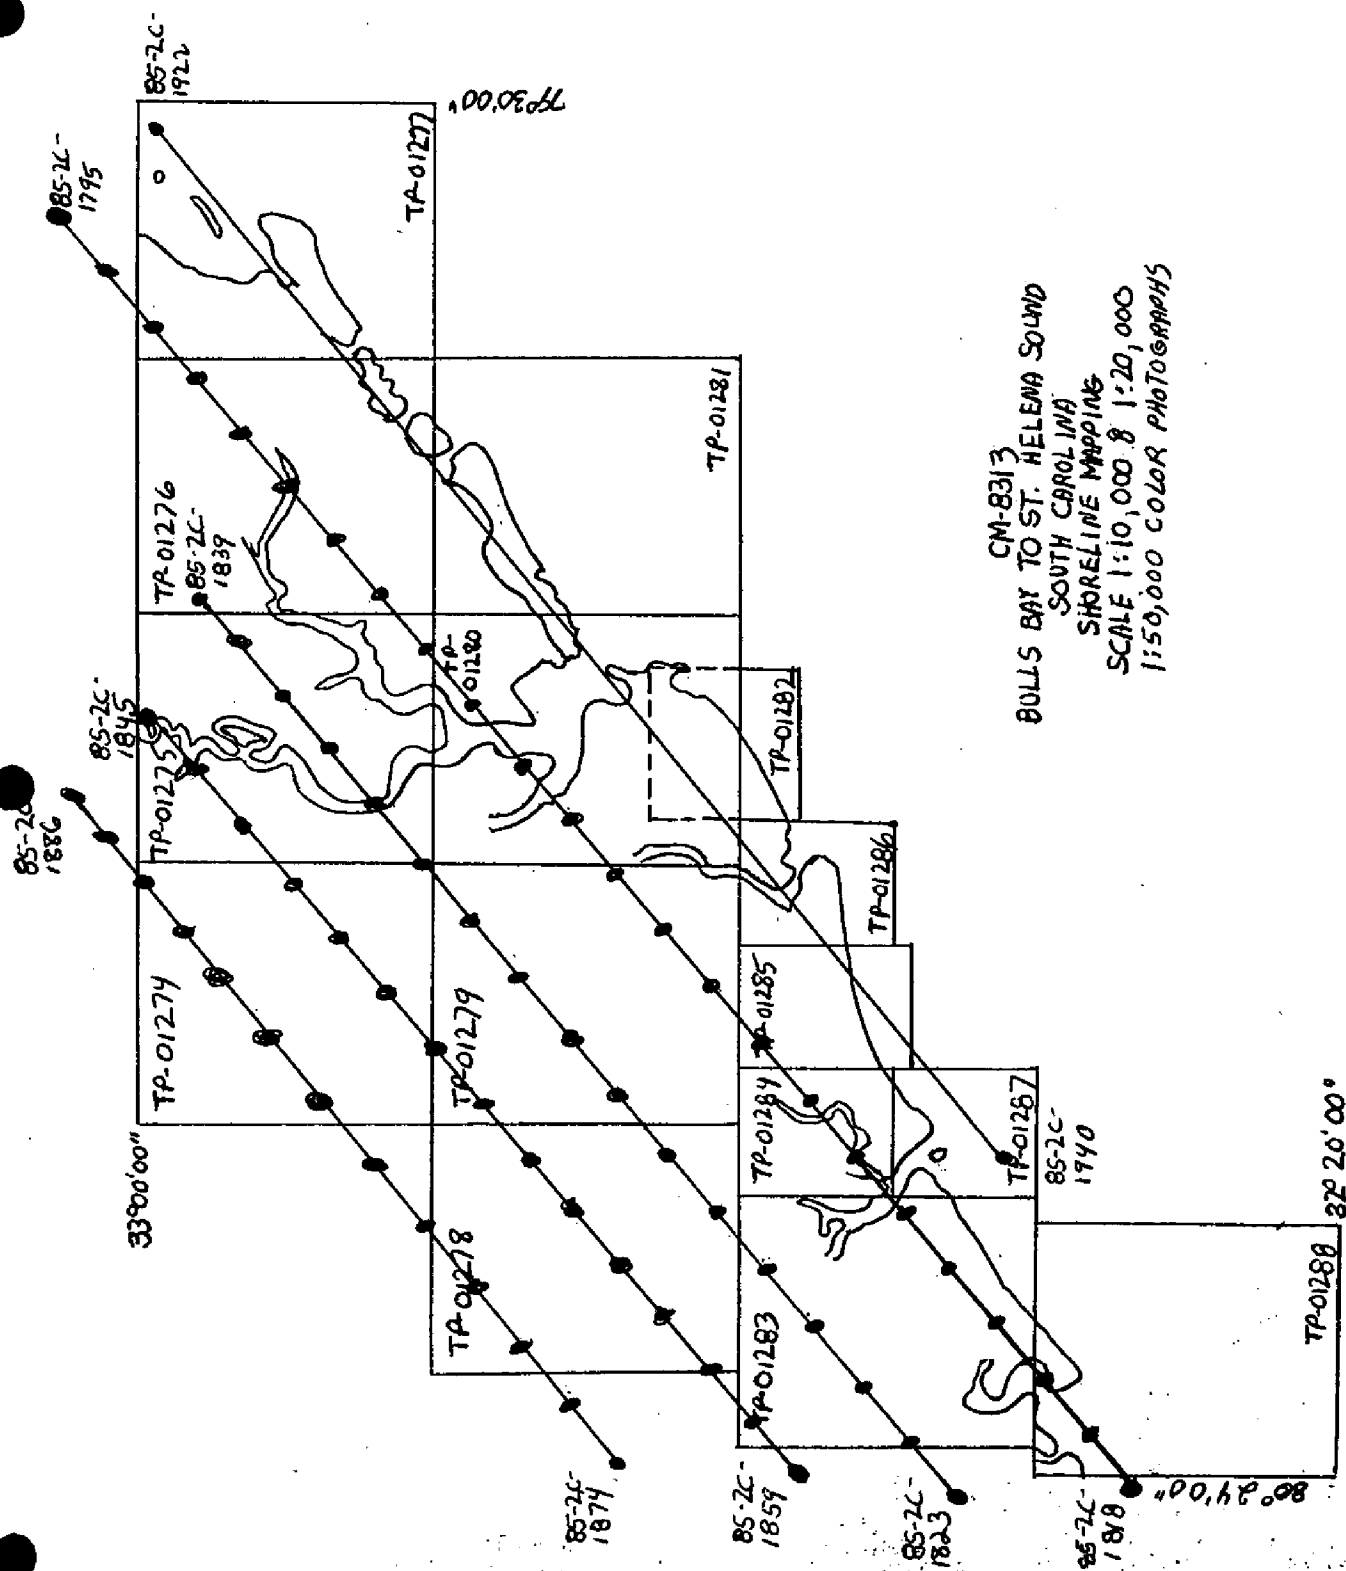 CM-8313
BULLS BAY TO ST. HELENA SOUND
SOUTH CAROLINA
SHORELINE MAPPING
SCALE 1:10,000 & 1:20,000
1:50,000 COLOR PHOTOGRAPHS
85-2C-
1922
85-2C-
1795
79°30'00"
TP-01277
TP-01276
85-2C-
1839
TP-01281
85-2C-
1845
TP-01275
TP-
01280
TP-01282
85-2C
1886
TP-01274
TP-01279
TP-01286
TP-01285
TP-01284
TP-01287
85-2C-
1940
33°00'00"
TP-01278
TP-01283
TP-01288
32° 20' 00"
80° 24' 00"
85-2C-
1874
85-2C-
1859
85-2C-
1823
85-2C-
1818